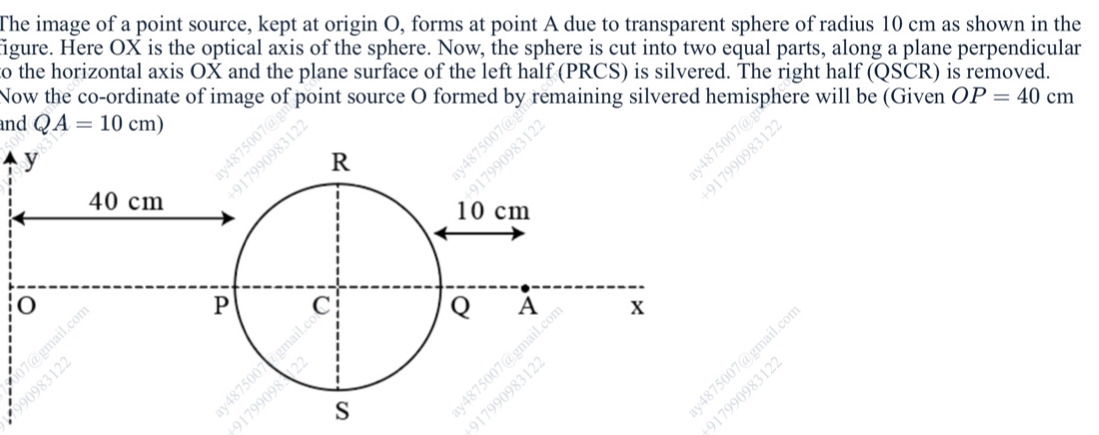 The image of a point source, kept at origin O, forms at point A due to transparent sphere of radius 10 cm as shown in the
figure. Here OX is the optical axis of the sphere. Now, the sphere is cut into two equal parts, along a plane perpendicular
to the horizontal axis OX and the plane surface of the left half (PRCS) is silvered. The right half (QSCR) is removed.
Now the co-ordinate of image of point source O formed by remaining silvered hemisphere will be (Given OP = 40 cm
and QA = 10 cm)
y
R
40 cm
10 cm
O P C Q A x
S
ay4875007@gmail.com
+917990983122